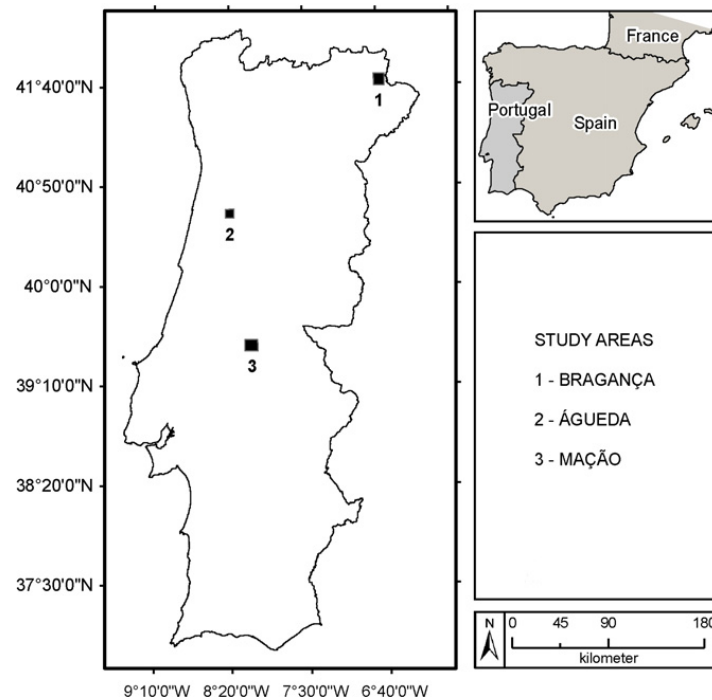 41°40'0"N
40°50'0"N
40°0'0"N
39°10'0"N
38°20'0"N
37°30'0"N
9°10'0"W 8°20'0"W 7°30'0"W 6°40'0"W
1
2
3
France
Portugal
Spain
STUDY AREAS
1 - BRAGANÇA
2 - ÁGUEDA
3 - MAÇÃO
N
0 45 90 180
kilometer